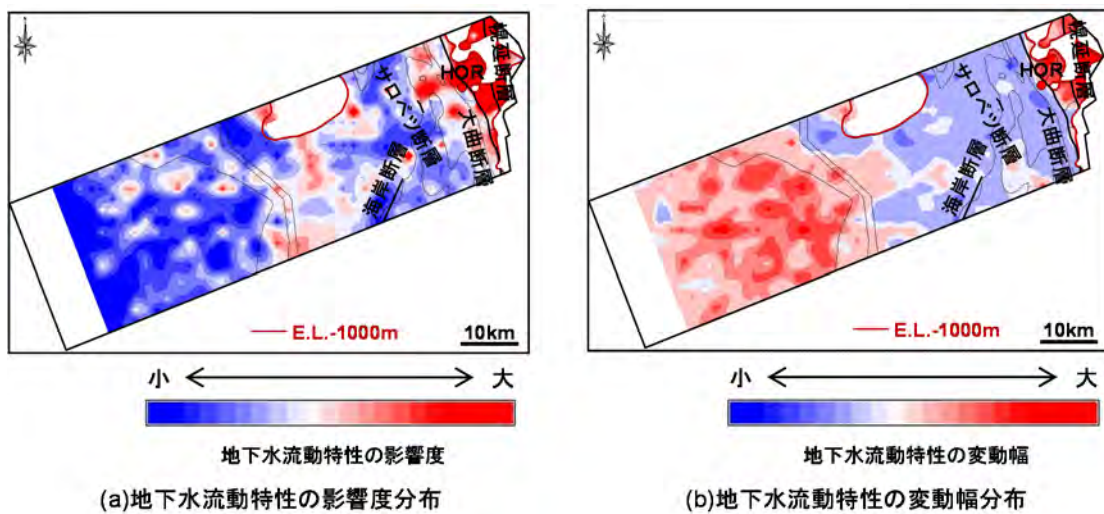 幌延断層
HOR
サロベツ断層
大曲断層
海岸断層
E.L.-1000m
10km
小 大
地下水流動特性の影響度
(a)地下水流動特性の影響度分布
幌延断層
HOR
サロベツ断層
大曲断層
海岸断層
E.L.-1000m
10km
小 大
地下水流動特性の変動幅
(b)地下水流動特性の変動幅分布